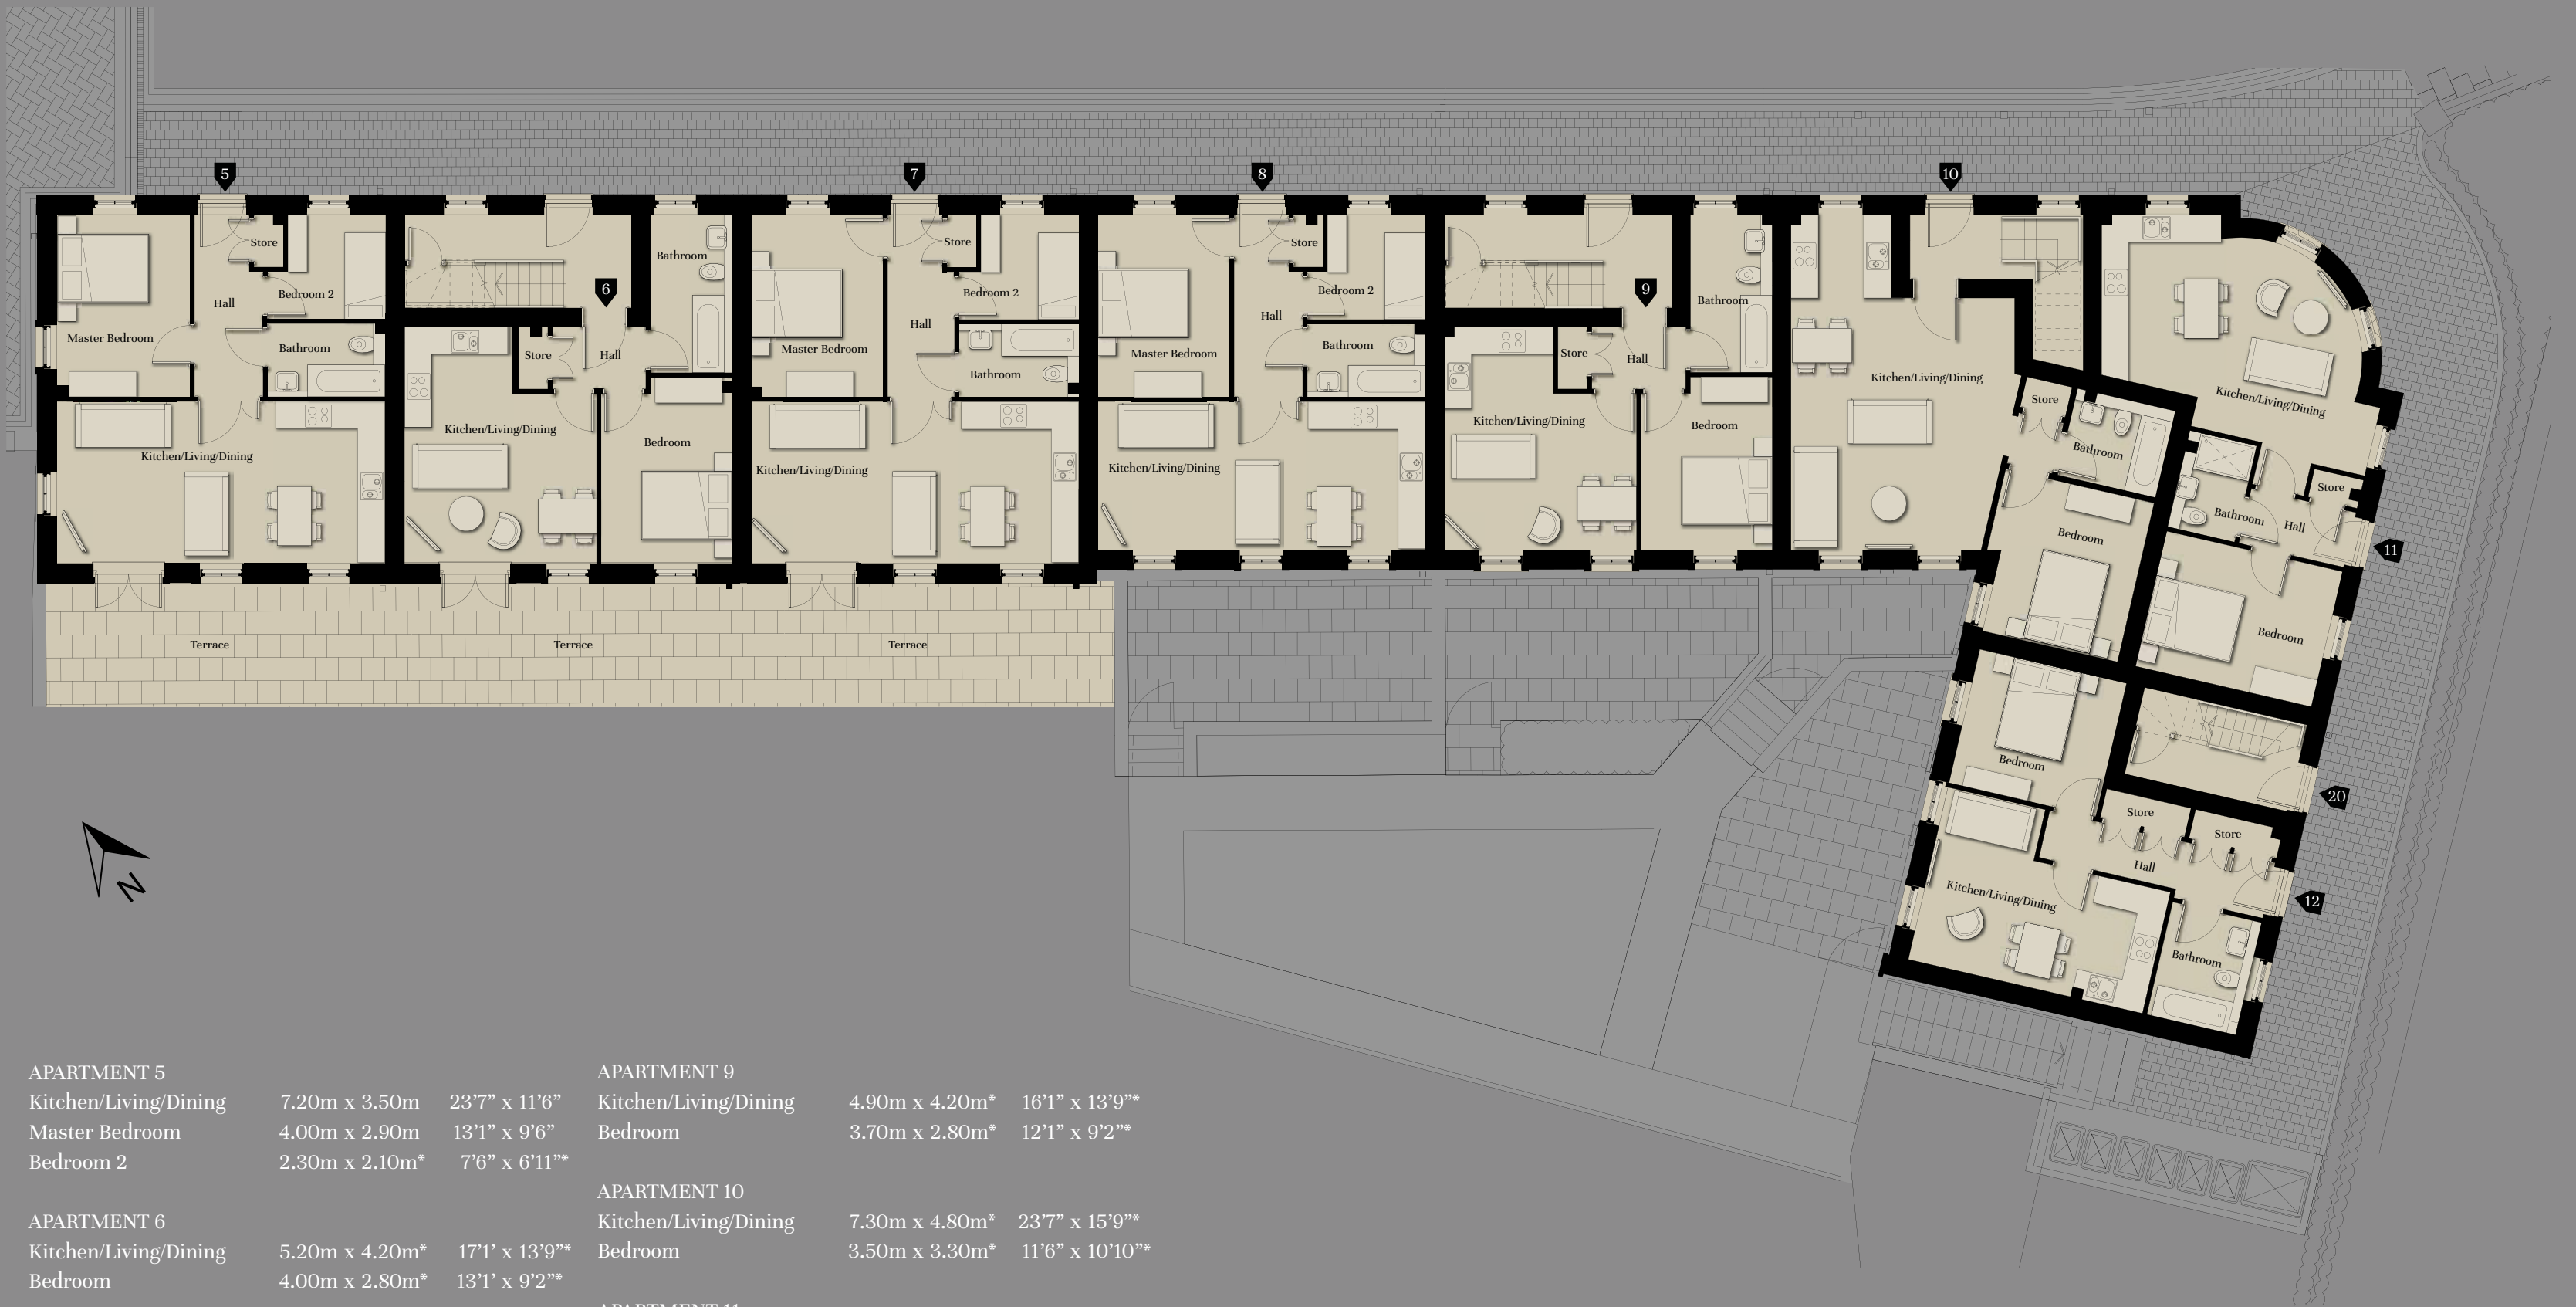 5
7
8
10
Store
Store
Store
Bathroom
Bedroom 2
Hall
6
Bedroom 2
Hall
Bedroom 2
Hall
9
Bathroom
Master Bedroom
Bathroom
Store
Hall
Master Bedroom
Bathroom
Master Bedroom
Bathroom
Store
Hall
Kitchen/Living/Dining
Store
Kitchen/Living/Dining
Kitchen/Living/Dining
Kitchen/Living/Dining
Bedroom
Kitchen/Living/Dining
Kitchen/Living/Dining
Kitchen/Living/Dining
Bedroom
Bathroom
Store
Bathroom
Hall
Bedroom
11
Bedroom
Terrace
Terrace
Terrace
Bedroom
20
Store
Store
Hall
Kitchen/Living/Dining
12
Bathroom
N
APARTMENT 5
Kitchen/Living/Dining 7.20m x 3.50m 23’7” x 11’6”
Master Bedroom 4.00m x 2.90m 13’1” x 9’6”
Bedroom 2 2.30m x 2.10m* 7’6” x 6’11”*
APARTMENT 6
Kitchen/Living/Dining 5.20m x 4.20m* 17’1’ x 13’9”*
Bedroom 4.00m x 2.80m* 13’1’ x 9’2”*
APARTMENT 9
Kitchen/Living/Dining 4.90m x 4.20m* 16’1” x 13’9”*
Bedroom 3.70m x 2.80m* 12’1” x 9’2”*
APARTMENT 10
Kitchen/Living/Dining 7.30m x 4.80m* 23’7” x 15’9”*
Bedroom 3.50m x 3.30m* 11’6” x 10’10”*